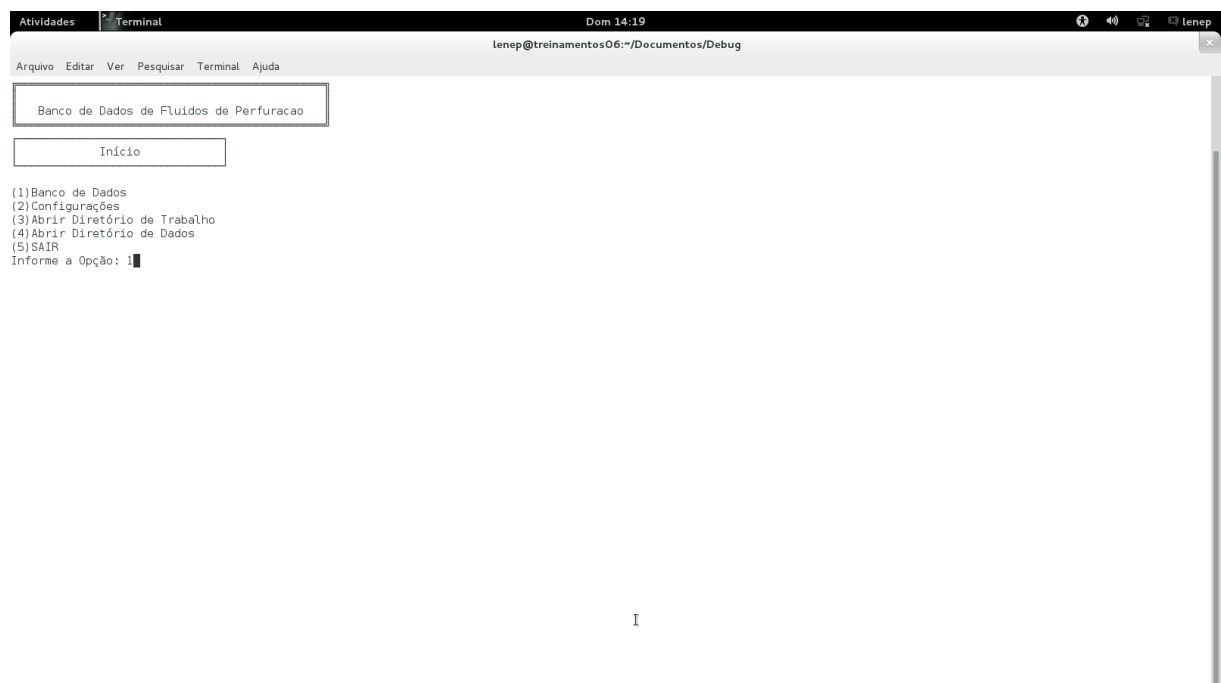 Atividades Terminal Dom 14:19 lenep
lenep@treinamentos06:~/Documentos/Debug
Arquivo Editar Ver Pesquisar Terminal Ajuda
Banco de Dados de Fluidos de Perfuracao
Início
(1)Banco de Dados
(2)Configurações
(3)Abrir Diretório de Trabalho
(4)Abrir Diretório de Dados
(5)SAIR
Informe a Opção: 1